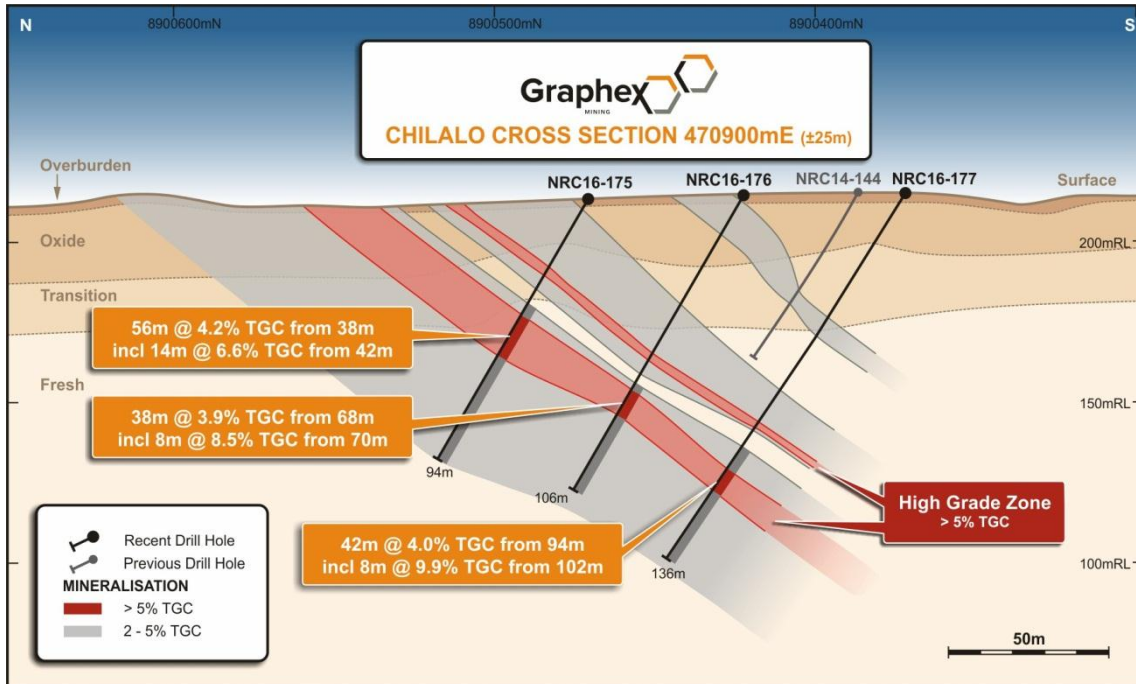 N
8900600mN
8900500mN
8900400mN
S
Graphex
MINING
CHILALO CROSS SECTION 470900mE (±25m)
Overburden
NRC16-175
NRC16-176
NRC14-144
NRC16-177
Surface
Oxide
200mRL
Transition
56m @ 4.2% TGC from 38m
incl 14m @ 6.6% TGC from 42m
Fresh
150mRL
38m @ 3.9% TGC from 68m
incl 8m @ 8.5% TGC from 70m
94m
106m
High Grade Zone
> 5% TGC
42m @ 4.0% TGC from 94m
incl 8m @ 9.9% TGC from 102m
136m
100mRL
Recent Drill Hole
Previous Drill Hole
MINERALISATION
> 5% TGC
2 - 5% TGC
50m